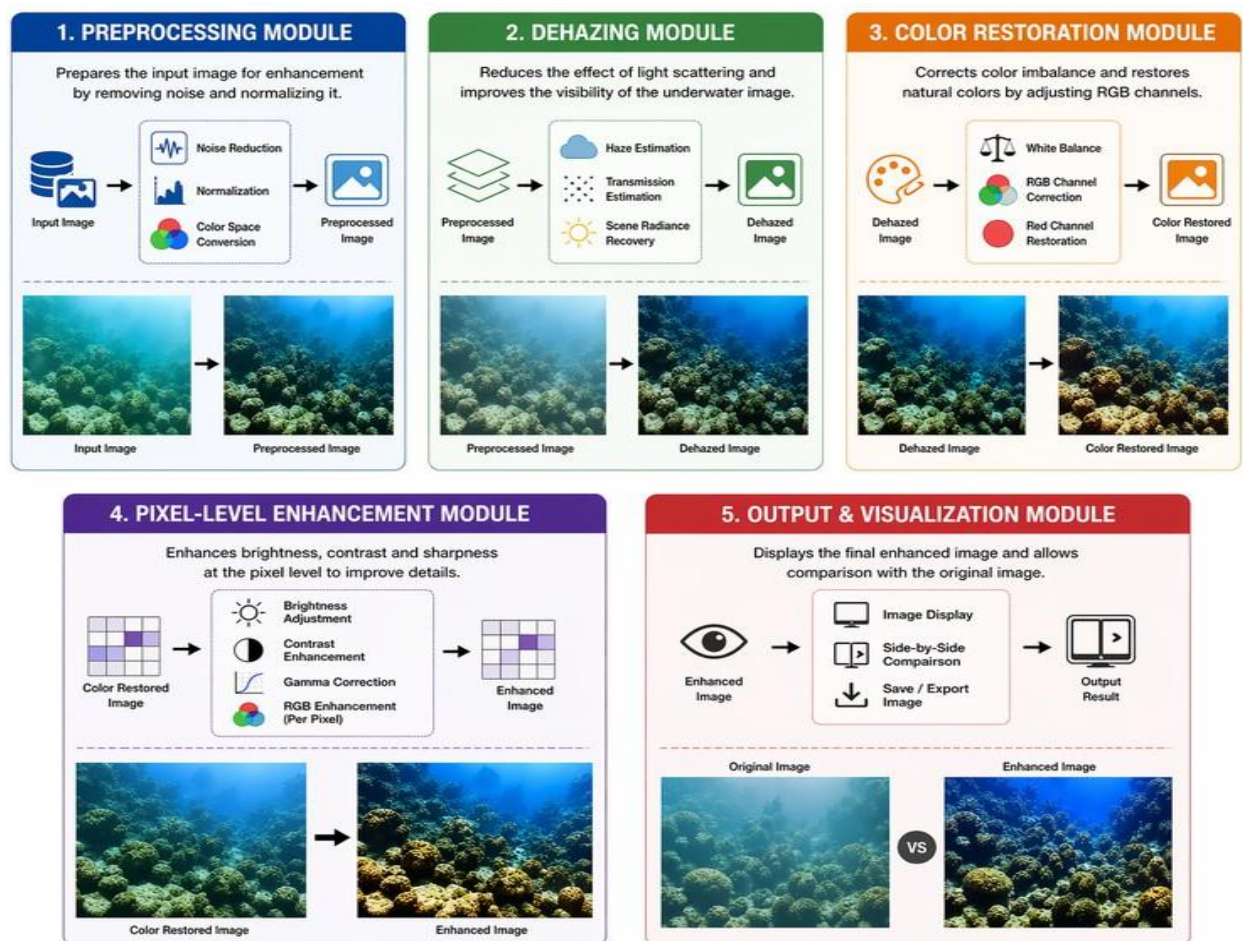 1. PREPROCESSING MODULE
Prepares the input image for enhancement
by removing noise and normalizing it.
Input Image
Noise Reduction
Normalization
Color Space
Conversion
Preprocessed
Image
Input Image
Preprocessed Image
2. DEHAZING MODULE
Reduces the effect of light scattering and
improves the visibility of the underwater image.
Preprocessed
Image
Haze Estimation
Transmission
Estimation
Scene Radiance
Recovery
Dehazed
Image
Preprocessed Image
Dehazed Image
3. COLOR RESTORATION MODULE
Corrects color imbalance and restores
natural colors by adjusting RGB channels.
Dehazed
Image
White Balance
RGB Channel
Correction
Red Channel
Restoration
Color Restored
Image
Dehazed Image
Color Restored Image
4. PIXEL-LEVEL ENHANCEMENT MODULE
Enhances brightness, contrast and sharpness
at the pixel level to improve details.
Color Restored
Image
Brightness
Adjustment
Contrast
Enhancement
Gamma Correction
RGB Enhancement
(Per Pixel)
Enhanced
Image
Color Restored Image
Enhanced Image
5. OUTPUT & VISUALIZATION MODULE
Displays the final enhanced image and allows
comparison with the original image.
Enhanced
Image
Image Display
Side-by-Side
Compairson
Save / Export
Image
Output
Result
Original Image
Enhanced Image
VS